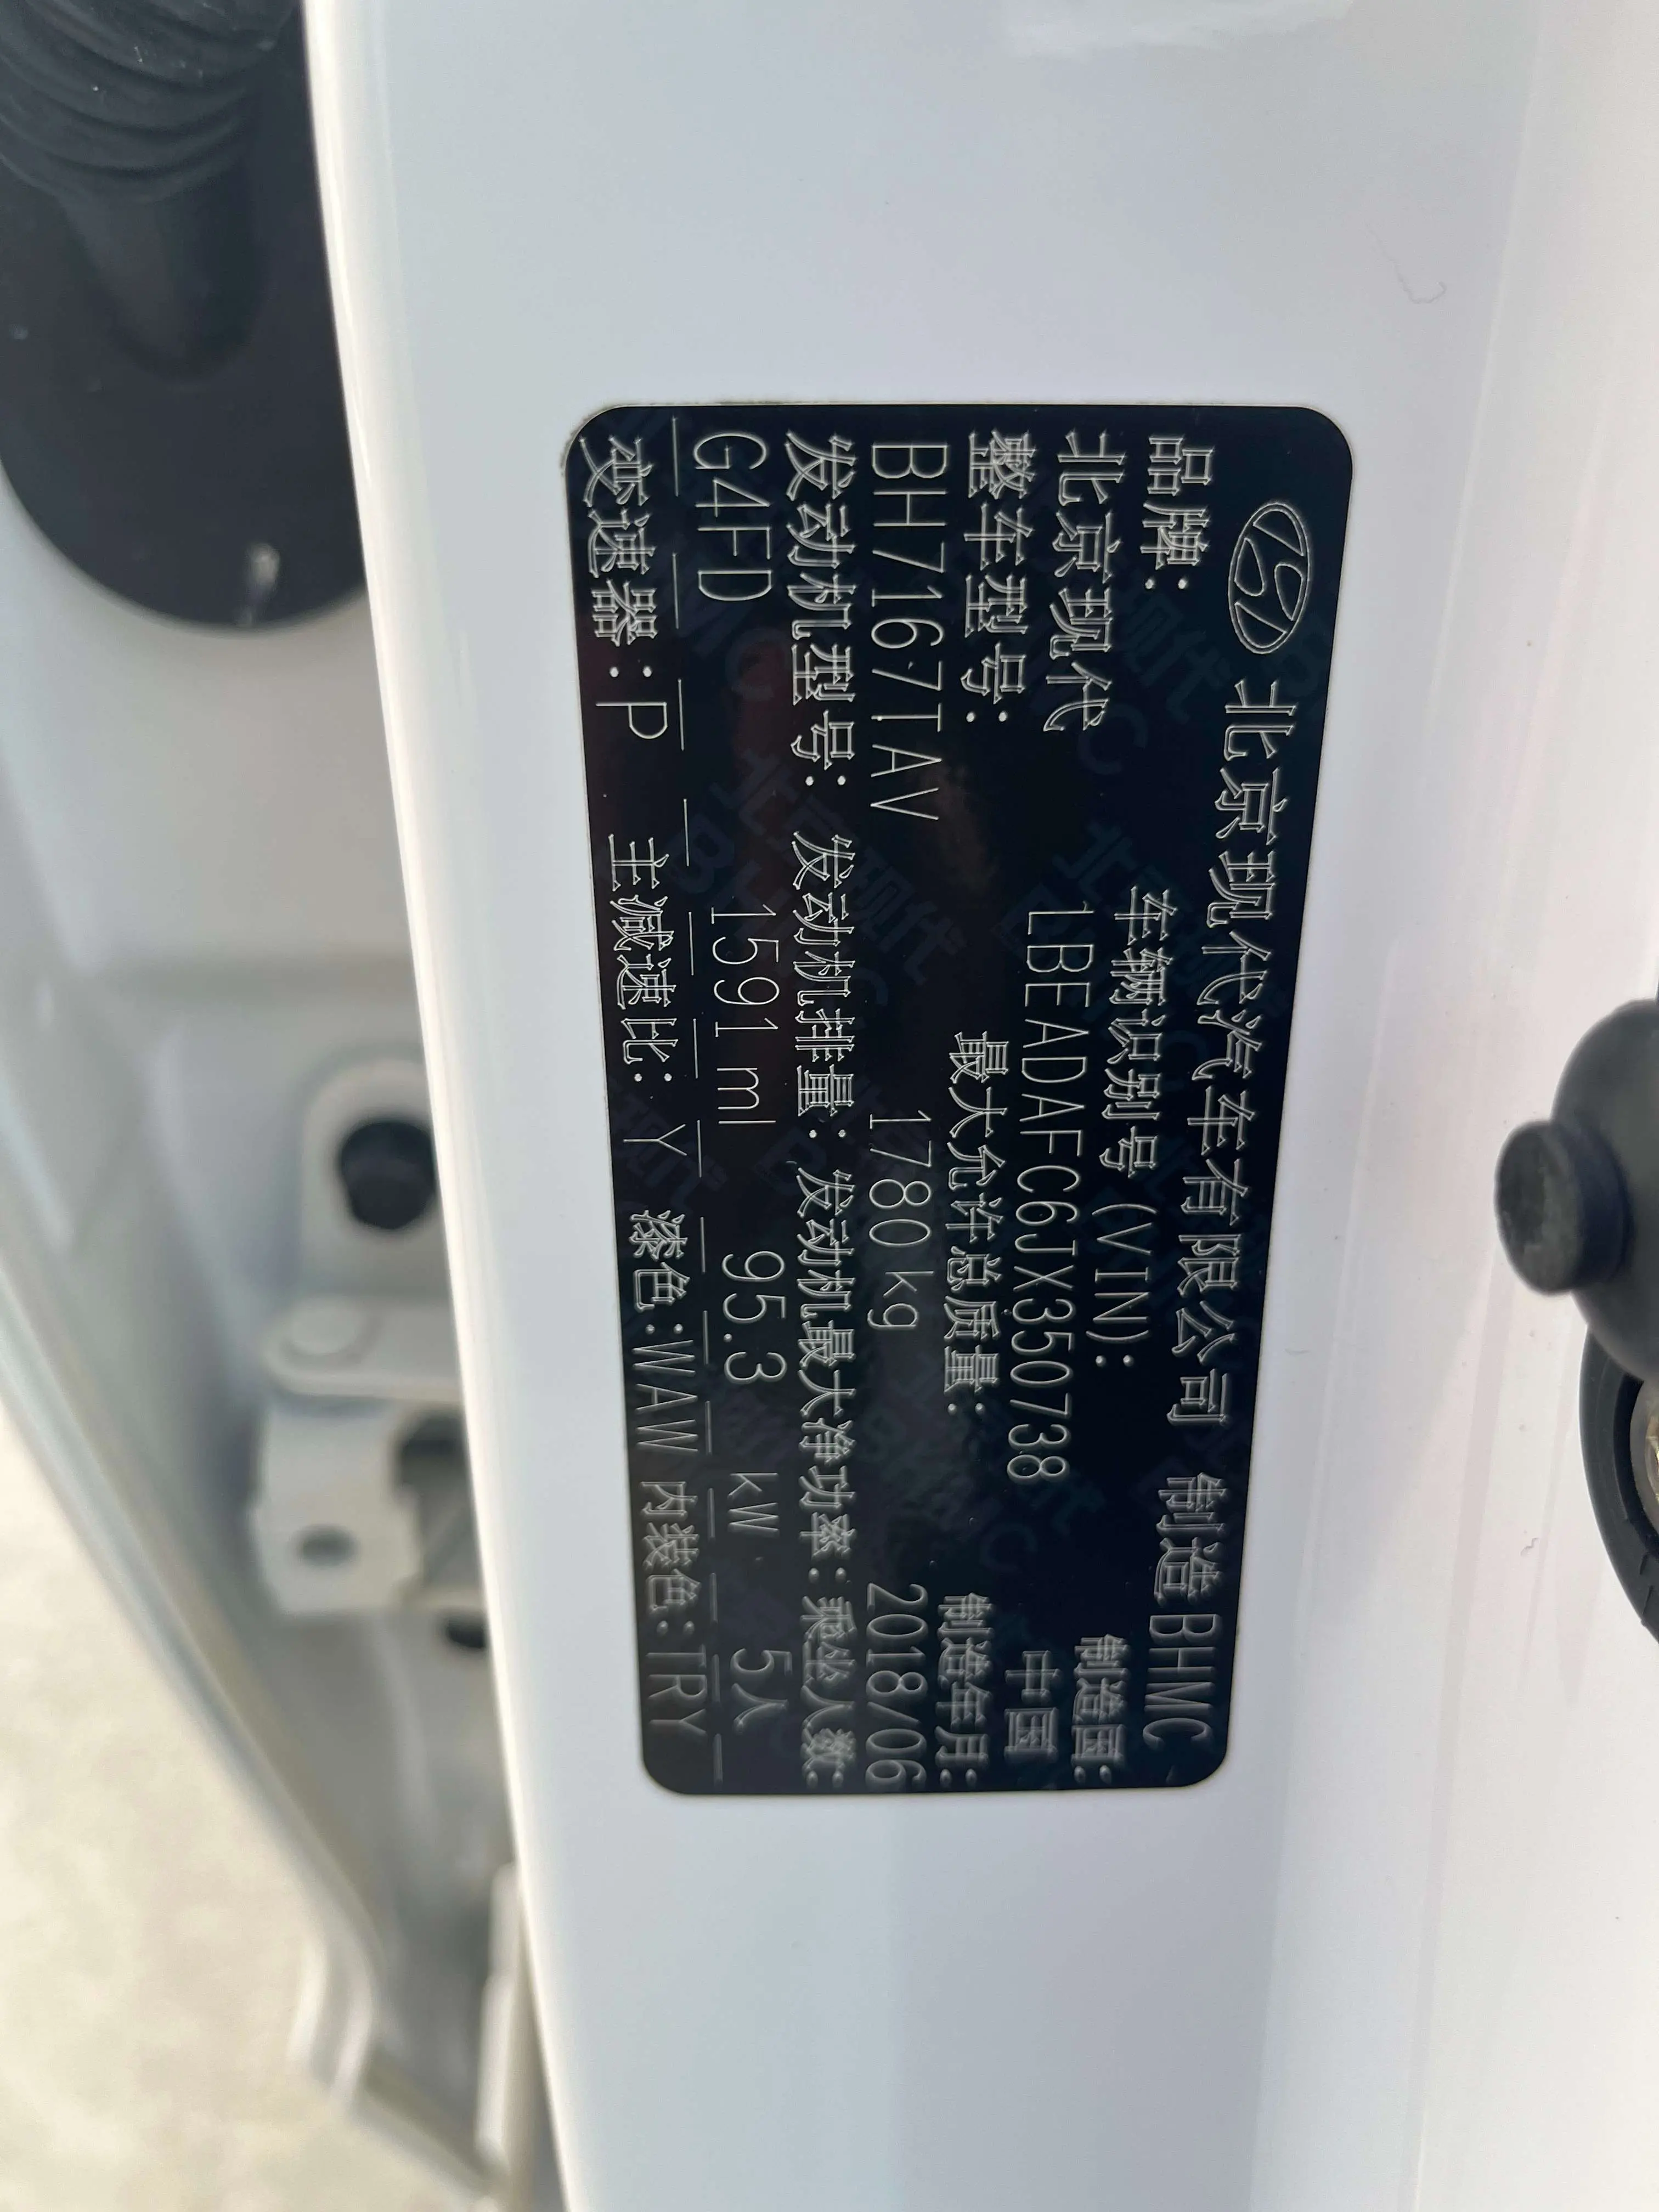 北京现代汽车有限公司 制造BHMC
品牌: 车辆识别号(VIN): 制造国:
北京现代 LBEADAFC6JX350738 中国
整车型号: 最大允许总质量: 制造年月:
BH7167TAV 1780kg 2018/06
发动机型号: 发动机排量: 发动机最大净功率: 乘坐人数:
G4FD 1591ml 95.3 kW 5人
变速器:P 主减速比:Y 漆色:WAW 内装色:TRY